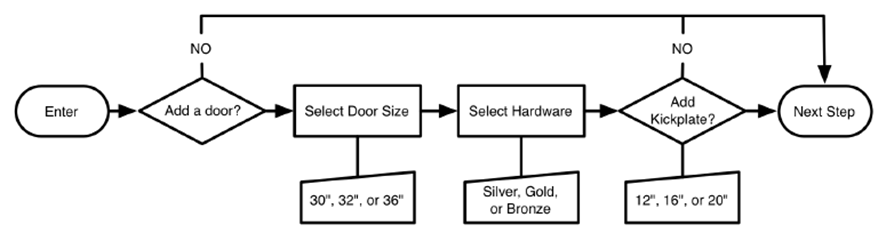 NO
NO
Enter
Add a door?
Select Door Size
Select Hardware
Add
Kickplate?
Next Step
30", 32", or 36"
Silver, Gold,
or Bronze
12", 16", or 20"